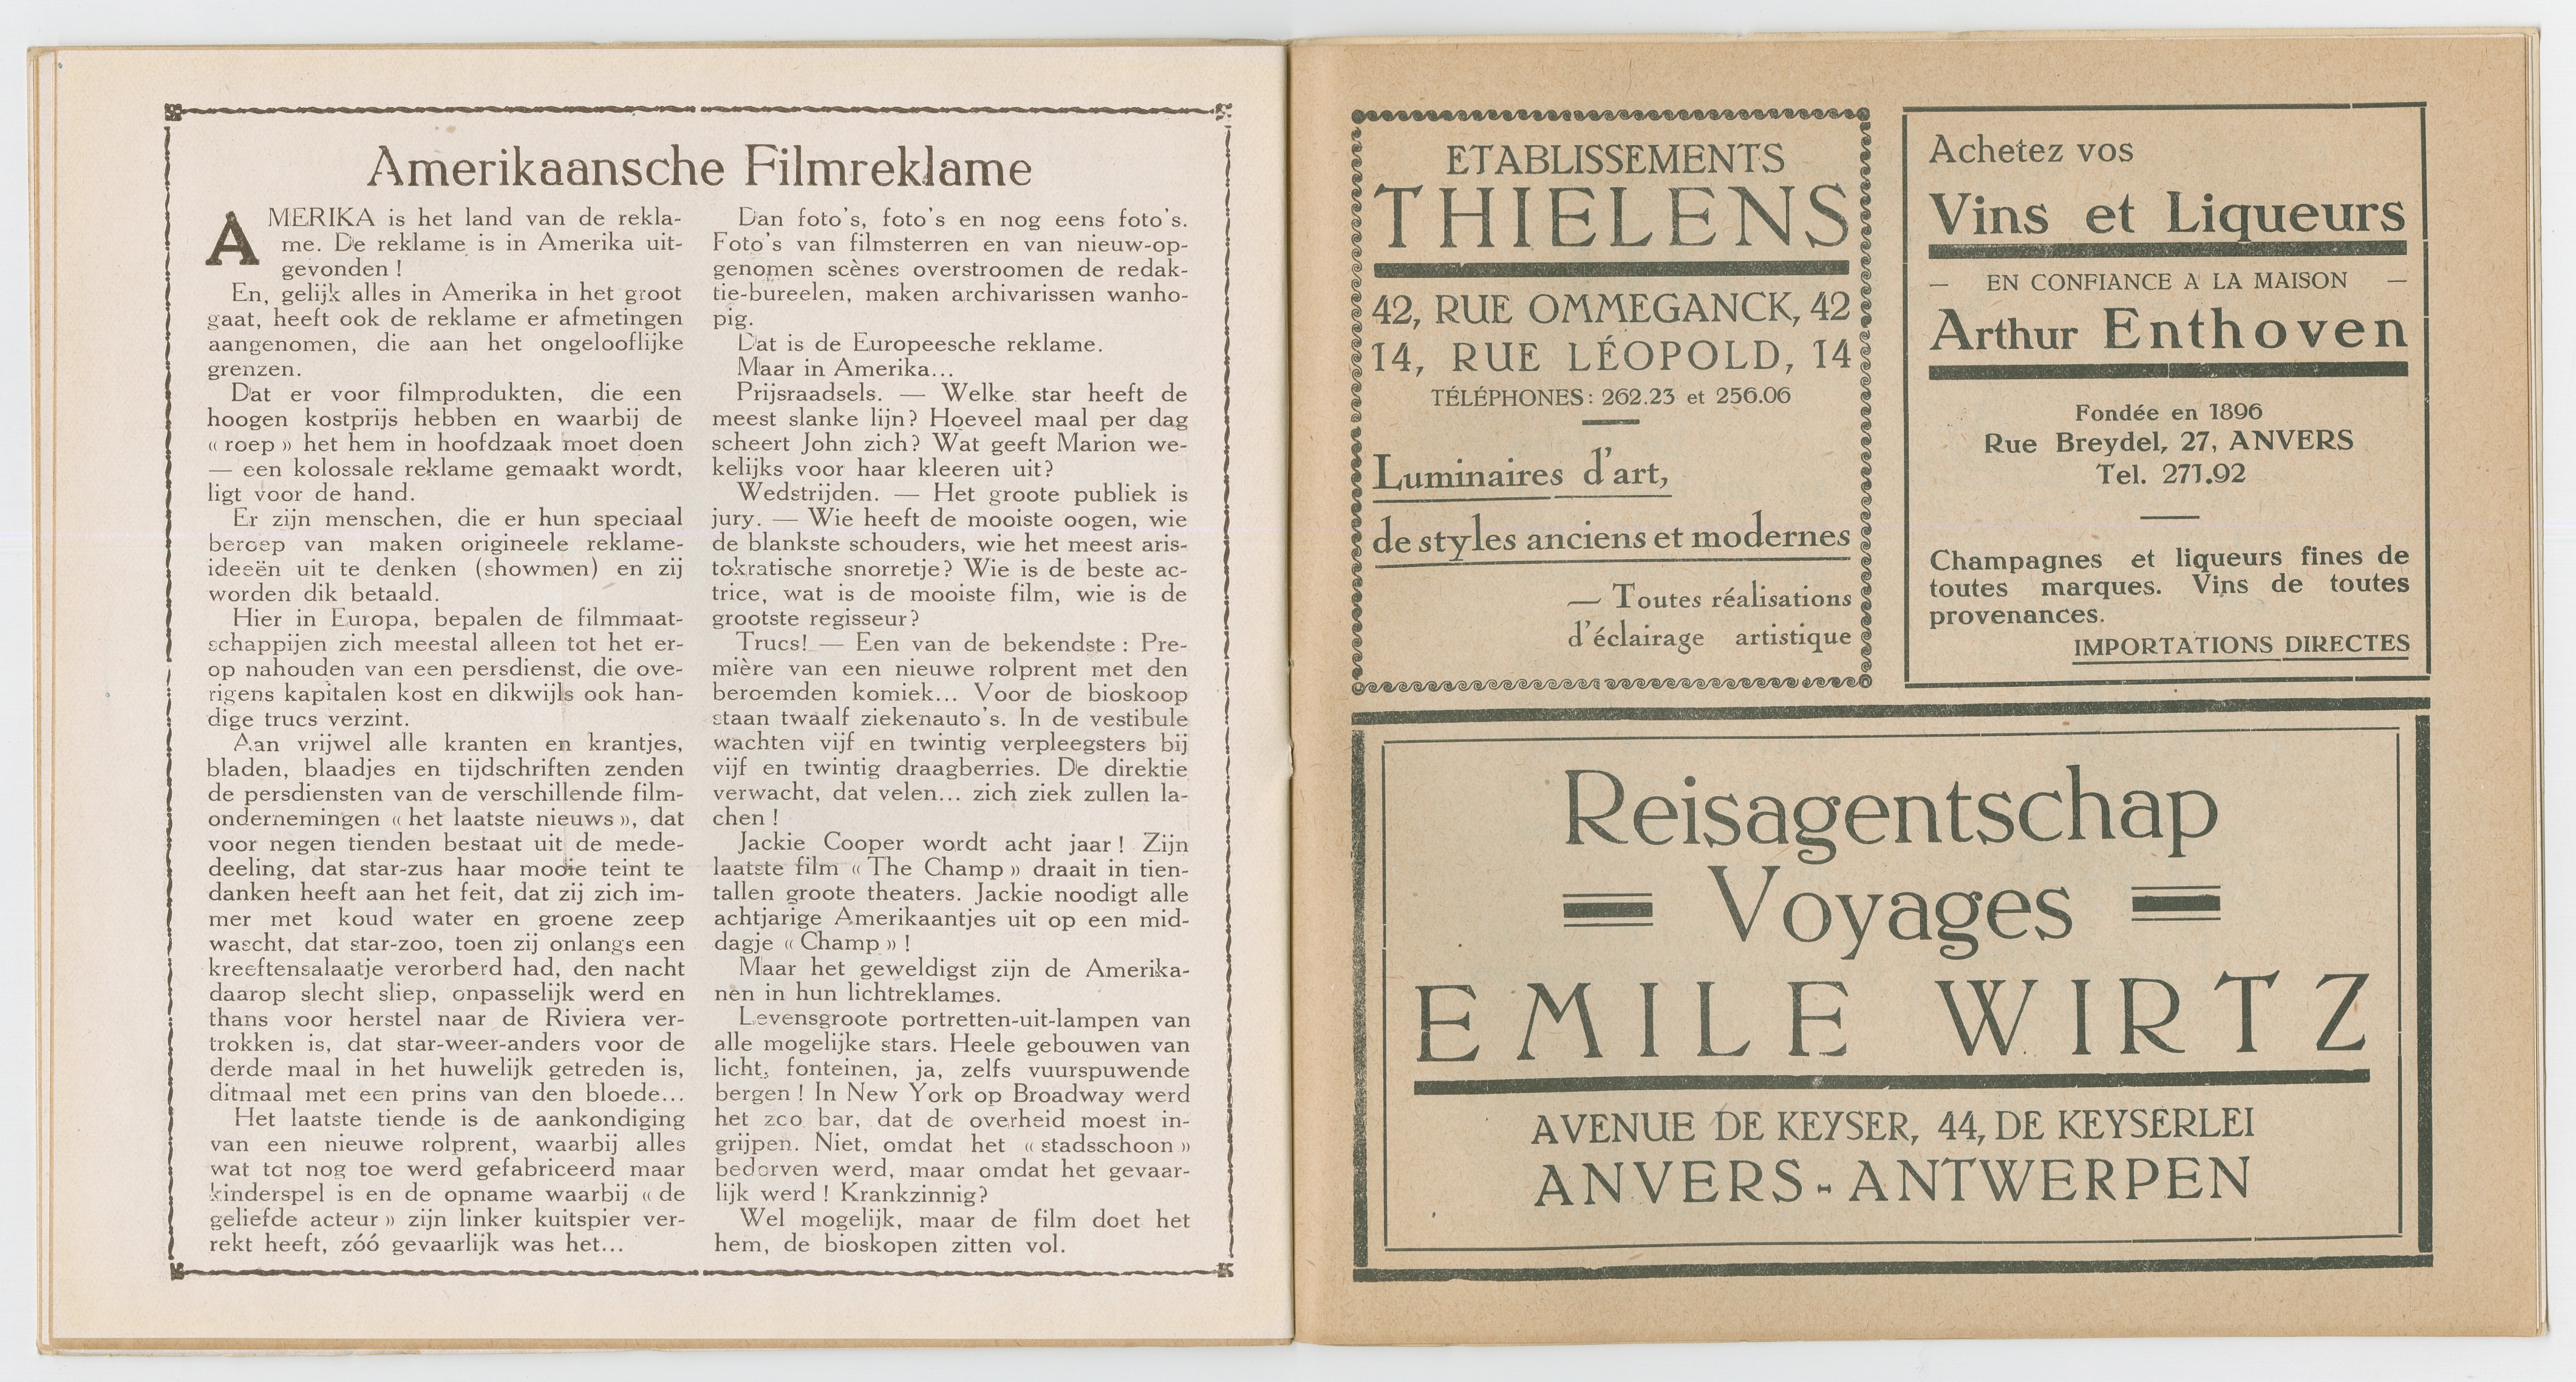 Amerikaansche Filmreklame
AMERIKA is het land van de rekla-
me. De reklame is in Amerika uit-
gevonden !
En, gelijk alles in Amerika in het groot
gaat, heeft ook de reklame er afmetingen
aangenomen, die aan het ongelooflijke
grenzen.
Dat er voor filmprodukten, die een
hoogen kostprijs hebben en waarbij de
« roep » het hem in hoofdzaak moet doen
— een kolossale reklame gemaakt wordt,
ligt voor de hand.
Er zijn menschen, die er hun speciaal
beroep van maken origineele reklame-
ideeën uit te denken (showmen) en zij
worden dik betaald.
Hier in Europa, bepalen de filmmaat-
schappijen zich meestal alleen tot het er-
op nahouden van een persdienst, die ove-
rigens kapitalen kost en dikwijls ook han-
dige trucs verzint.
Aan vrijwel alle kranten en krantjes,
bladen, blaadjes en tijdschriften zenden
de persdiensten van de verschillende film-
ondernemingen « het laatste nieuws », dat
voor negen tienden bestaat uit de mede-
deeling, dat star-zus haar mooie teint te
danken heeft aan het feit, dat zij zich im-
mer met koud water en groene zeep
wascht, dat star-zoo, toen zij onlangs een
kreeftensalaatje verorberd had, den nacht
daarop slecht sliep, onpasselijk werd en
thans voor herstel naar de Riviera ver-
trokken is, dat star-weer-anders voor de
derde maal in het huwelijk getreden is,
ditmaal met een prins van den bloede...
Het laatste tiende is de aankondiging
van een nieuwe rolprent, waarbij alles
wat tot nog toe werd gefabriceerd maar
kinderspel is en de opname waarbij « de
geliefde acteur » zijn linker kuitspier ver-
rekt heeft, zóó gevaarlijk was het...
Dan foto's, foto's en nog eens foto's.
Foto's van filmsterren en van nieuw-op-
genomen scènes overstroomen de redak-
tie-bureelen, maken archivarissen wanho-
pig.
Dat is de Europeesche reklame.
Maar in Amerika...
Prijsraadsels. — Welke star heeft de
meest slanke lijn? Hoeveel maal per dag
scheert John zich? Wat geeft Marion we-
kelijks voor haar kleeren uit?
Wedstrijden. — Het groote publiek is
jury. — Wie heeft de mooiste oogen, wie
de blankste schouders, wie het meest aris-
tokratische snorretje? Wie is de beste ac-
trice, wat is de mooiste film, wie is de
grootste regisseur?
Trucs! — Een van de bekendste : Pre-
mière van een nieuwe rolprent met den
beroemden komiek... Voor de bioskoop
staan twaalf ziekenauto's. In de vestibule
wachten vijf en twintig verpleegsters bij
vijf en twintig draagberries. De direktie
verwacht, dat velen... zich ziek zullen la-
chen !
Jackie Cooper wordt acht jaar ! Zijn
laatste film « The Champ » draait in tien-
tallen groote theaters. Jackie noodigt alle
achtjarige Amerikaantjes uit op een mid-
dagje « Champ » !
Maar het geweldigst zijn de Amerika-
nen in hun lichtreklames.
Levensgroote portretten-uit-lampen van
alle mogelijke stars. Heele gebouwen van
licht, fonteinen, ja, zelfs vuurspuwende
bergen ! In New York op Broadway werd
het zoo bar, dat de overheid moest in-
grijpen. Niet, omdat het « stadsschoon »
bedorven werd, maar omdat het gevaar-
lijk werd ! Krankzinnig?
Wel mogelijk, maar de film doet het
hem, de bioskopen zitten vol.
ETABLISSEMENTS
THIELENS
42, RUE OMMEGANCK, 42
14, RUE LÉOPOLD, 14
TÉLÉPHONES : 262.23 et 256.06
Luminaires d'art,
de styles anciens et modernes
— Toutes réalisations
d'éclairage artistique
Achetez vos
Vins et Liqueurs
— EN CONFIANCE A LA MAISON —
Arthur Enthoven
Fondée en 1896
Rue Breydel, 27, ANVERS
Tel. 271.92
Champagnes et liqueurs fines de
toutes marques. Vins de toutes
provenances.
IMPORTATIONS DIRECTES
Reisagentschap
Voyages
EMILE WIRTZ
AVENUE DE KEYSER, 44, DE KEYSERLEI
ANVERS - ANTWERPEN